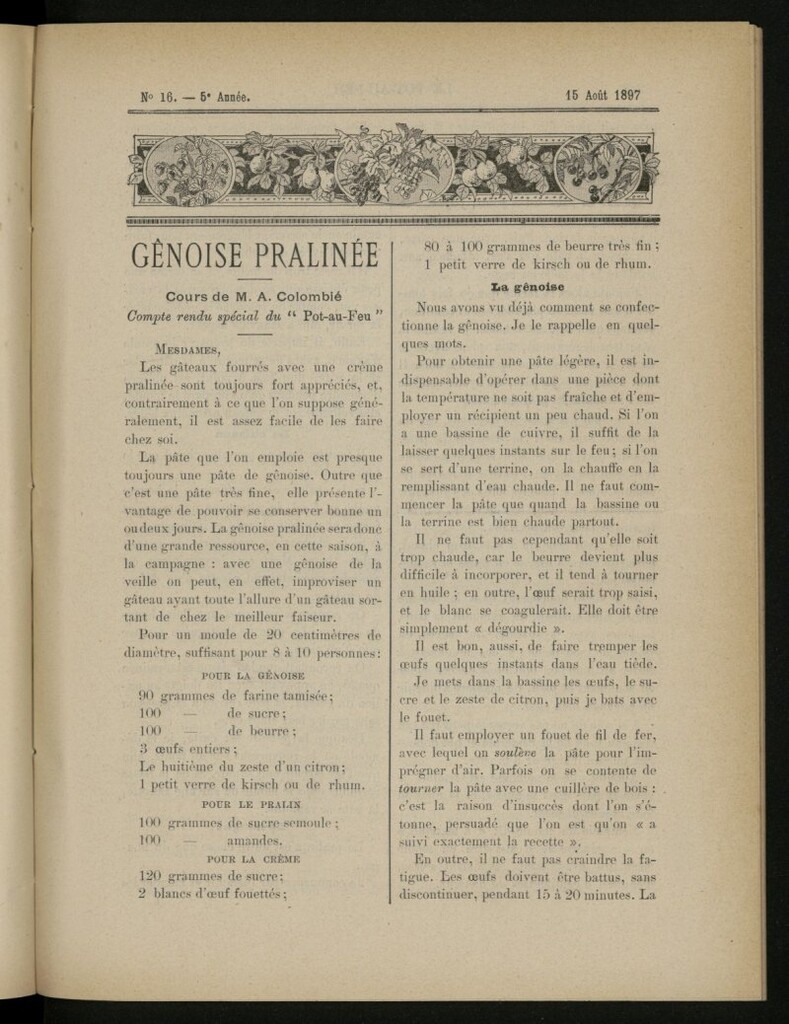 No 16. — 5e Année.
15 Août 1897
GÊNOISE PRALINÉE
Cours de M. A. Colombié
Compte rendu spécial du “ Pot-au-Feu ”
Mesdames,
Les gâteaux fourrés avec une crème
pralinée sont toujours fort appréciés, et,
contrairement à ce que l'on suppose géné-
ralement, il est assez facile de les faire
chez soi.
La pâte que l'on emploie est presque
toujours une pâte de génoise. Outre que
c'est une pâte très fine, elle présente l'-
vantage de pouvoir se conserver bonne un
ou deux jours. La gênoise pralinée sera donc
d'une grande ressource, en cette saison, à
la campagne : avec une gênoise de la
veille on peut, en effet, improviser un
gâteau ayant toute l'allure d'un gâteau sor-
tant de chez le meilleur faiseur.
Pour un moule de 20 centimètres de
diamètre, suffisant pour 8 à 10 personnes :
POUR LA GÊNOISE
90 grammes de farine tamisée ;
100 — de sucre ;
100 — de beurre ;
3 œufs entiers ;
Le huitième du zeste d'un citron ;
1 petit verre de kirsch ou de rhum.
POUR LE PRALIN
100 grammes de sucre semoule ;
100 — amandes.
POUR LA CRÊME
120 grammes de sucre ;
2 blancs d'œuf fouettés ;
80 à 100 grammes de beurre très fin ;
1 petit verre de kirsch ou de rhum.
La gênoise
Nous avons vu déjà comment se confec-
tionne la gênoise. Je le rappelle en quel-
ques mots.
Pour obtenir une pâte légère, il est in-
dispensable d'opérer dans une pièce dont
la température ne soit pas fraîche et d'em-
ployer un récipient un peu chaud. Si l'on
a une bassine de cuivre, il suffit de la
laisser quelques instants sur le feu ; si l'on
se sert d'une terrine, on la chauffe en la
remplissant d'eau chaude. Il ne faut com-
mencer la pâte que quand la bassine ou
la terrine est bien chaude partout.
Il ne faut pas cependant qu'elle soit
trop chaude, car le beurre devient plus
difficile à incorporer, et il tend à tourner
en huile ; en outre, l'œuf serait trop saisi,
et le blanc se coagulerait. Elle doit être
simplement « dégourdie ».
Il est bon, aussi, de faire tremper les
œufs quelques instants dans l'eau tiède.
Je mets dans la bassine les œufs, le su-
cre et le zeste de citron, puis je bats avec
le fouet.
Il faut employer un fouet de fil de fer,
avec lequel on soulève la pâte pour l'im-
prégner d'air. Parfois on se contente de
tourner la pâte avec une cuillère de bois :
c'est la raison d'insuccès dont l'on s'é-
tonne, persuadé que l'on est qu'on « a
suivi exactement la recette ».
En outre, il ne faut pas craindre la fa-
tigue. Les œufs doivent être battus, sans
discontinuer, pendant 15 à 20 minutes. La